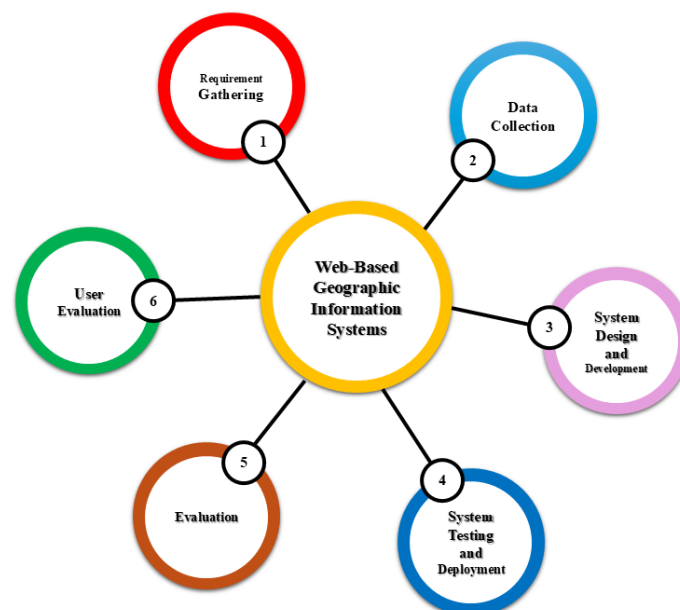 Web-Based
Geographic
Information
Systems
1
Requirement
Gathering
2
Data
Collection
3
System
Design
and
Development
4
System
Testing
and
Deployment
5
Evaluation
6
User
Evaluation